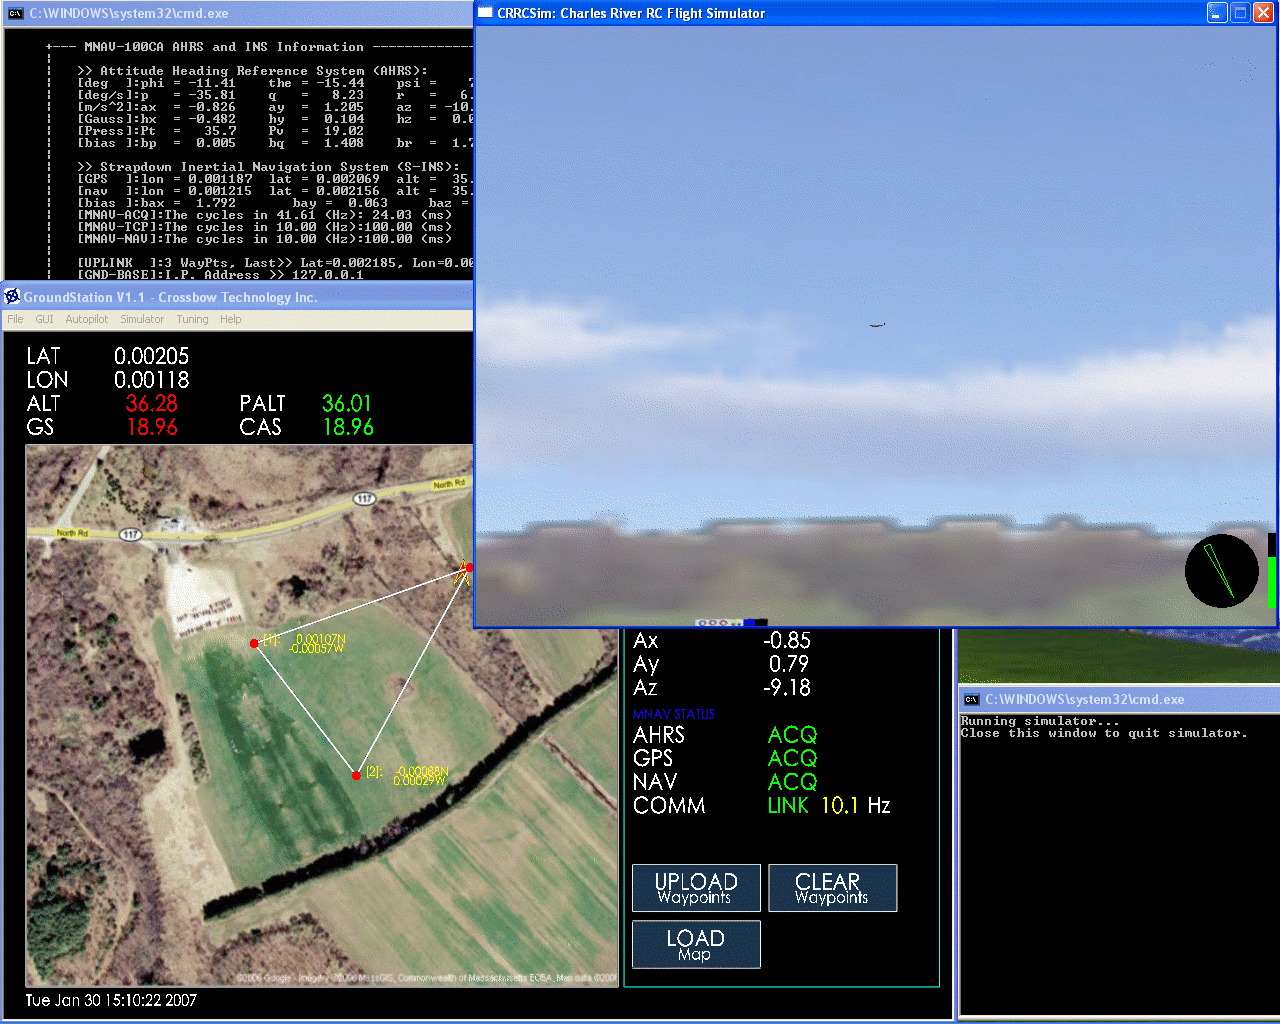 C:\WINDOWS\system32\cmd.exe
+--- MNAV-100CA AHRS and INS Information
>> Attitude Heading Reference System (AHRS):
[deg  ]:phi = -11.41    the = -15.44    psi =    7
[deg/s]:p   = -35.81    q   =   8.23    r   =   6.
[m/s^2]:ax  = -0.826    ay  =  1.205    az  = -10.
[Gauss]:hx  = -0.482    hy  =  0.104    hz  =  0.0
[Press]:Pt  =   35.7    Pv  =  19.02
[bias ]:bp  =  0.005    bq  =  1.408    br  =  1.7
>> Strapdown Inertial Navigation System (S-INS):
[GPS  ]:lon = 0.001187  lat = 0.002069  alt =  35.
[nav  ]:lon = 0.001215  lat = 0.002156  alt =  35.
[bias ]:bax =  1.792       bay =  0.063     baz =
[MNAV-ACQ]:The cycles in 41.61 (Hz): 24.03 (ms)
[MNAV-TCP]:The cycles in 10.00 (Hz):100.00 (ms)
[MNAV-NAV]:The cycles in 10.00 (Hz):100.00 (ms)
[UPLINK  ]:3 WayPts, Last>> Lat=0.002185, Lon=0.00
[GND-BASE]:I.P. Address >> 127.0.0.1
CRRCSim: Charles River RC Flight Simulator
GroundStation V1.1 - Crossbow Technology Inc.
File GUI Autopilot Simulator Tuning Help
LAT 0.00205
LON 0.00118
ALT 36.28 PALT 36.01
GS 18.96 CAS 18.96
North Rd
117
117
North Rd
[1]: 0.00107N
-0.00057W
[2]: -0.00088N
0.00029W
©2006 Google - Imagery ©2006 MassGIS, Commonwealth of Massachusetts EOEA, Map data ©2006
Tue Jan 30 15:10:22 2007
Ax -0.85
Ay 0.79
Az -9.18
MNAV STATUS
AHRS ACQ
GPS ACQ
NAV ACQ
COMM LINK 10.1 Hz
UPLOAD
Waypoints
CLEAR
Waypoints
LOAD
Map
C:\WINDOWS\system32\cmd.exe
Running simulator...
Close this window to quit simulator.